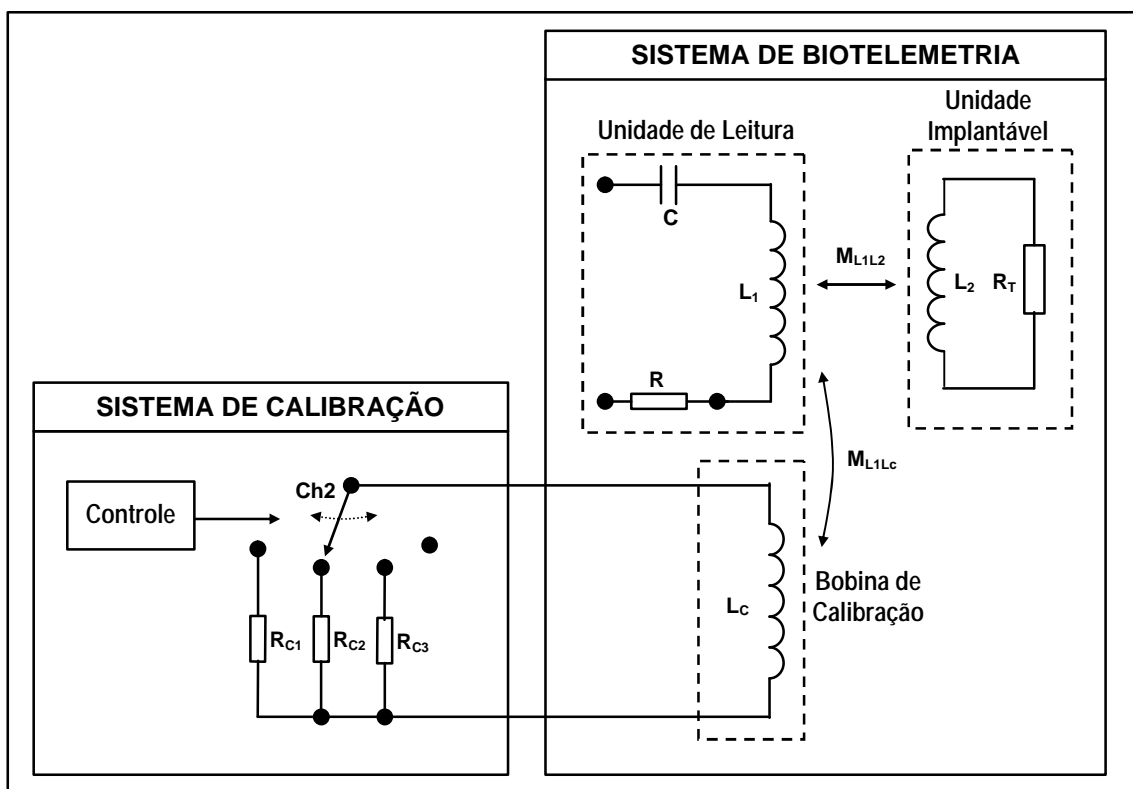 SISTEMA DE BIOTELEMETRIA
Unidade de Leitura
Unidade
Implantável
C
L1
R
ML1L2
L2
RT
ML1Lc
SISTEMA DE CALIBRAÇÃO
Controle
Ch2
RC1
RC2
RC3
LC
Bobina de
Calibração